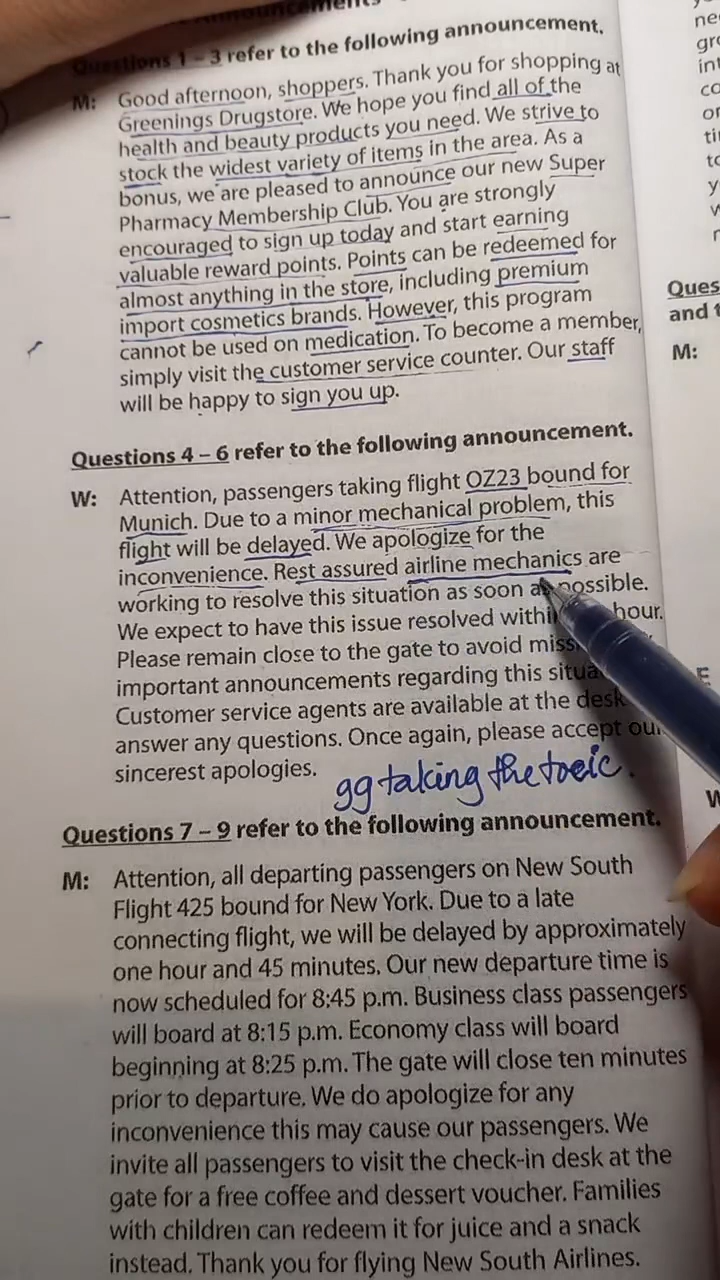 Announcements
Questions 1 – 3 refer to the following announcement.
M: Good afternoon, shoppers. Thank you for shopping at
Greenings Drugstore. We hope you find all of the
health and beauty products you need. We strive to
stock the widest variety of items in the area. As a
bonus, we are pleased to announce our new Super
Pharmacy Membership Club. You are strongly
encouraged to sign up today and start earning
valuable reward points. Points can be redeemed for
almost anything in the store, including premium
import cosmetics brands. However, this program
cannot be used on medication. To become a member,
simply visit the customer service counter. Our staff
will be happy to sign you up.
Questions 4 – 6 refer to the following announcement.
W: Attention, passengers taking flight OZ23 bound for
Munich. Due to a minor mechanical problem, this
flight will be delayed. We apologize for the
inconvenience. Rest assured airline mechanics are
working to resolve this situation as soon as possible.
We expect to have this issue resolved within hour.
Please remain close to the gate to avoid
important announcements regarding this
Customer service agents are available at the desk
answer any questions. Once again, please accept our
sincerest apologies.
gg taking the toeic.
Questions 7 – 9 refer to the following announcement.
M: Attention, all departing passengers on New South
Flight 425 bound for New York. Due to a late
connecting flight, we will be delayed by approximately
one hour and 45 minutes. Our new departure time is
now scheduled for 8:45 p.m. Business class passengers
will board at 8:15 p.m. Economy class will board
beginning at 8:25 p.m. The gate will close ten minutes
prior to departure. We do apologize for any
inconvenience this may cause our passengers. We
invite all passengers to visit the check-in desk at the
gate for a free coffee and dessert voucher. Families
with children can redeem it for juice and a snack
instead. Thank you for flying New South Airlines.
Ques
and
M: